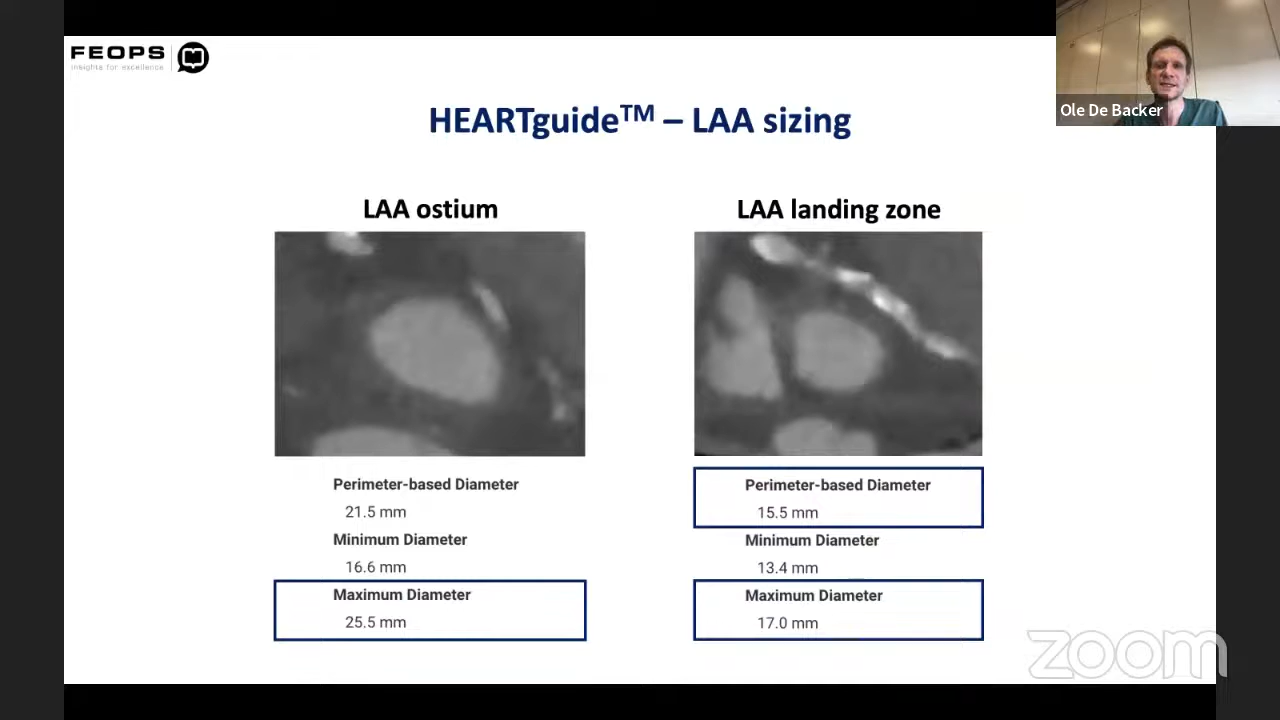 FEOPS
insights for excellence
Ole De Backer
HEARTguide™ – LAA sizing
LAA ostium
Perimeter-based Diameter
21.5 mm
Minimum Diameter
16.6 mm
Maximum Diameter
25.5 mm
LAA landing zone
Perimeter-based Diameter
15.5 mm
Minimum Diameter
13.4 mm
Maximum Diameter
17.0 mm
zoom